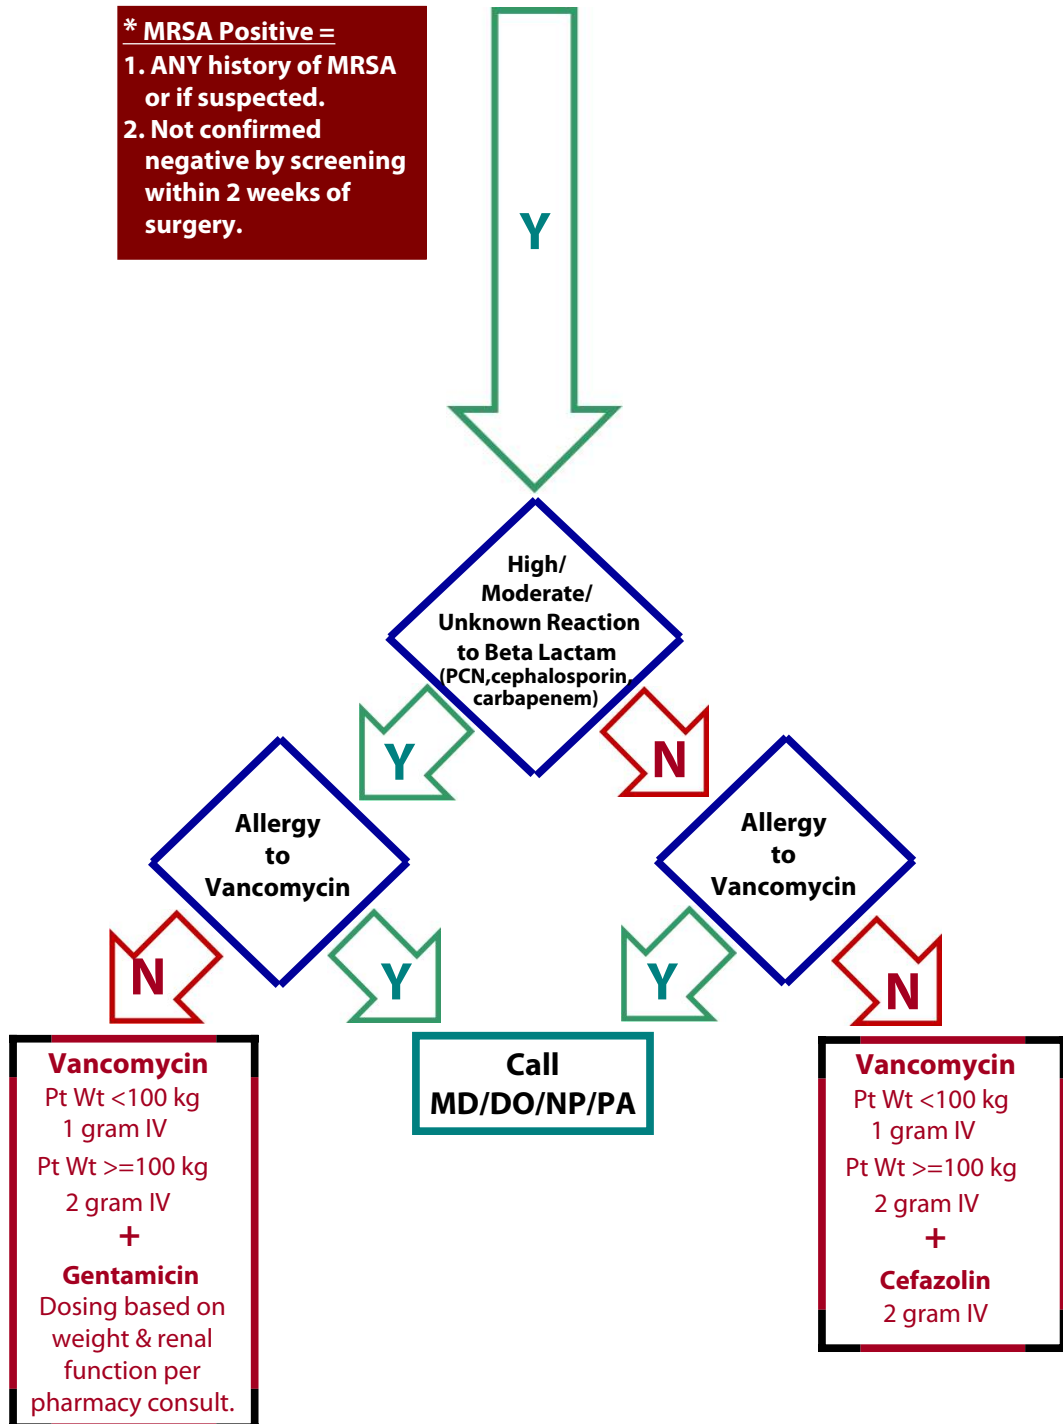 * MRSA Positive =
1. ANY history of MRSA
or if suspected.
2. Not confirmed
negative by screening
within 2 weeks of
surgery.
Y
High/
Moderate/
Unknown Reaction
to Beta Lactam
(PCN,cephalosporin,
carbapenem)
Y
N
Allergy
to
Vancomycin
Allergy
to
Vancomycin
N
Y
Y
N
Vancomycin
Pt Wt <100 kg
1 gram IV
Pt Wt >=100 kg
2 gram IV
+
Gentamicin
Dosing based on
weight & renal
function per
pharmacy consult.
Call
MD/DO/NP/PA
Vancomycin
Pt Wt <100 kg
1 gram IV
Pt Wt >=100 kg
2 gram IV
+
Cefazolin
2 gram IV